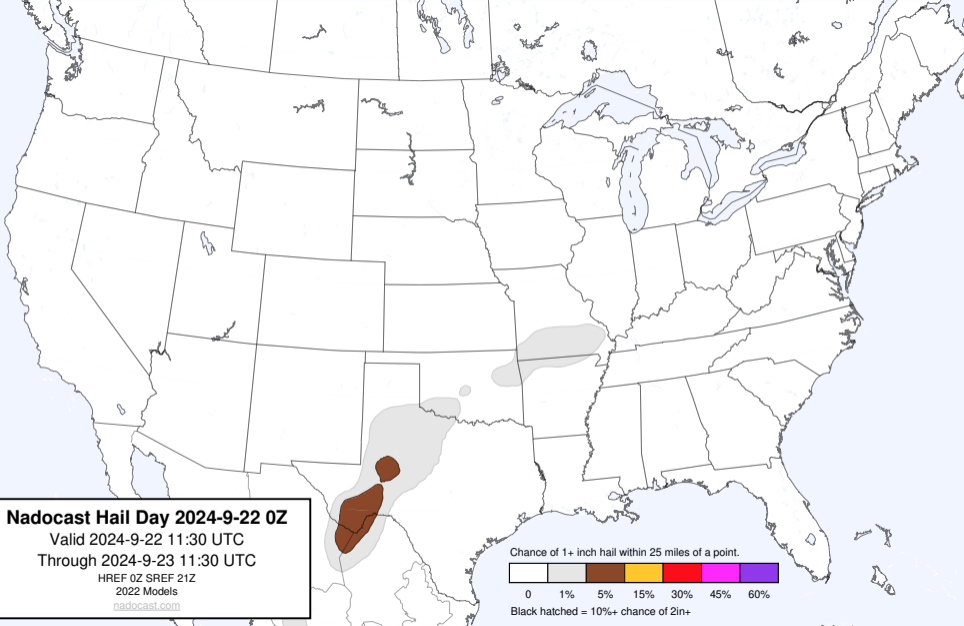 Nadocast Hail Day 2024-9-22 0Z
Valid 2024-9-22 11:30 UTC
Through 2024-9-23 11:30 UTC
HREF 0Z SREF 21Z
2022 Models
nadocast.com
Chance of 1+ inch hail within 25 miles of a point.
0 1% 5% 15% 30% 45% 60%
Black hatched = 10%+ chance of 2in+